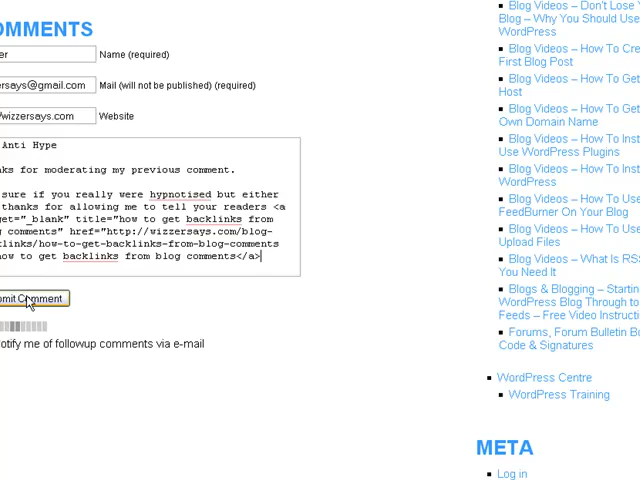 OMMENTS
er
Name (required)
ersays@gmail.com
Mail (will not be published) (required)
/wizzersays.com
Website
Anti Hype
nks for moderating my previous comment.
sure if you really were hypnotised but either
thanks for allowing me to tell your readers <a
get="_blank" title="how to get backlinks from
g comments" href="http://wizzersays.com/blog-
links/how-to-get-backlinks-from-blog-comments
how to get backlinks from blog comments</a>
omit Comment
otify me of followup comments via e-mail
Blog Videos – Don't Lose Y
Blog – Why You Should Use
WordPress
Blog Videos – How To Cre
First Blog Post
Blog Videos – How To Get
Host
Blog Videos – How To Get
Own Domain Name
Blog Videos – How To Inst
Use WordPress Plugins
Blog Videos – How To Inst
WordPress
Blog Videos – How To Use
FeedBurner On Your Blog
Blog Videos – How To Use
Upload Files
Blog Videos – What Is RSS
You Need It
Blogs & Blogging – Startin
WordPress Blog Through to
Feeds – Free Video Instructi
Forums, Forum Bulletin Bo
Code & Signatures
WordPress Centre
WordPress Training
META
Log in